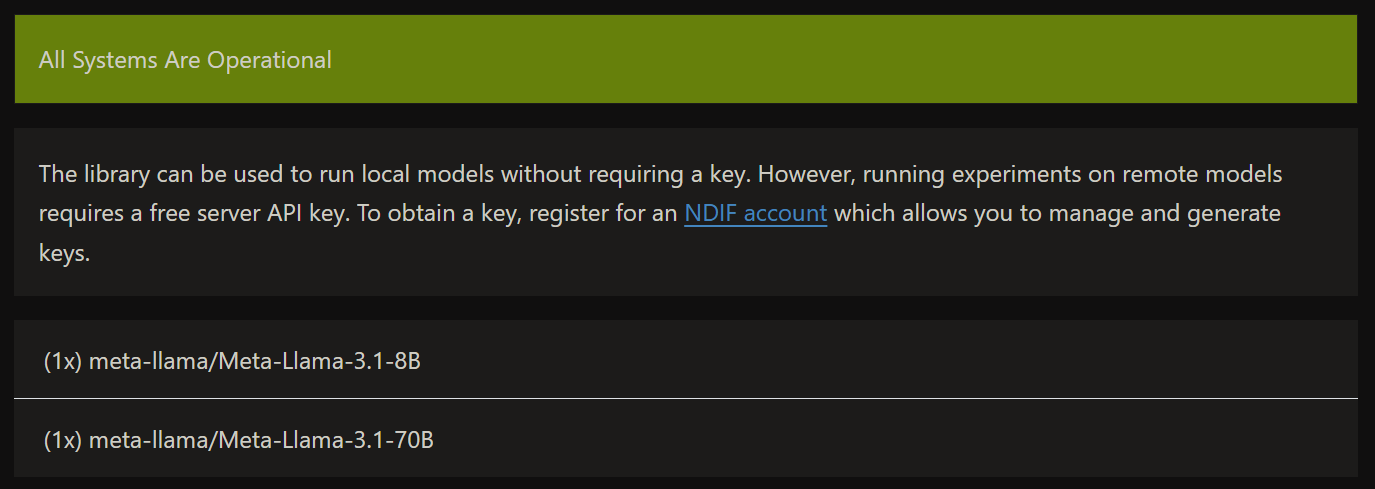 All Systems Are Operational
The library can be used to run local models without requiring a key. However, running experiments on remote models
requires a free server API key. To obtain a key, register for an NDIF account which allows you to manage and generate
keys.
(1x) meta-llama/Meta-Llama-3.1-8B
(1x) meta-llama/Meta-Llama-3.1-70B